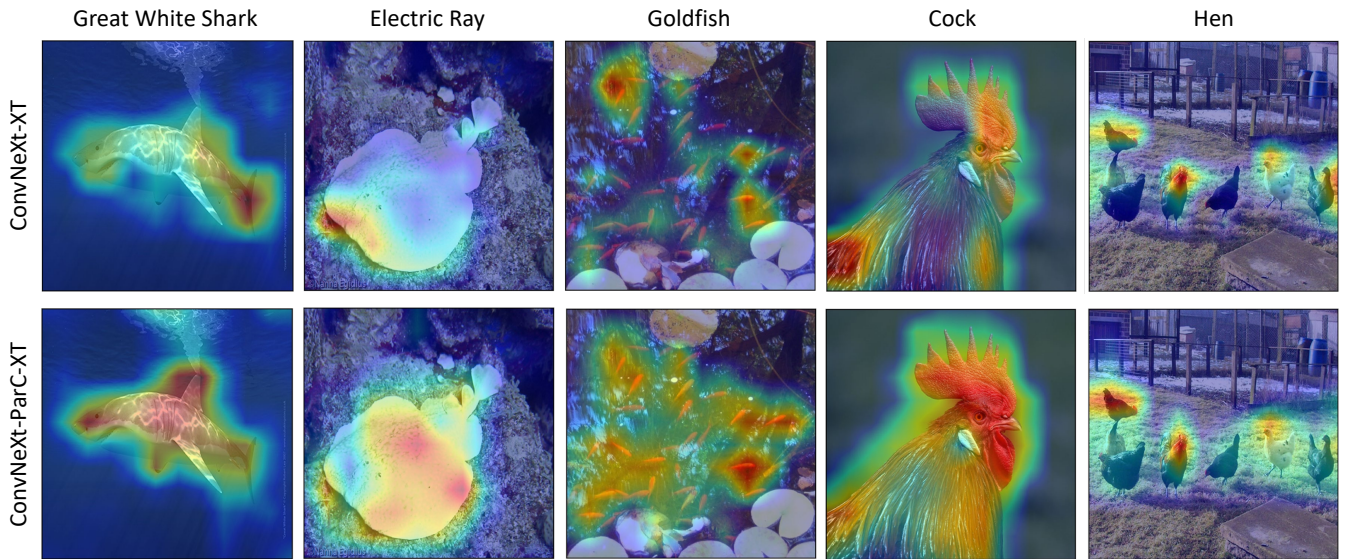 Great White Shark
Electric Ray
Goldfish
Cock
Hen
ConvNeXt-XT
ConvNeXt-ParC-XT